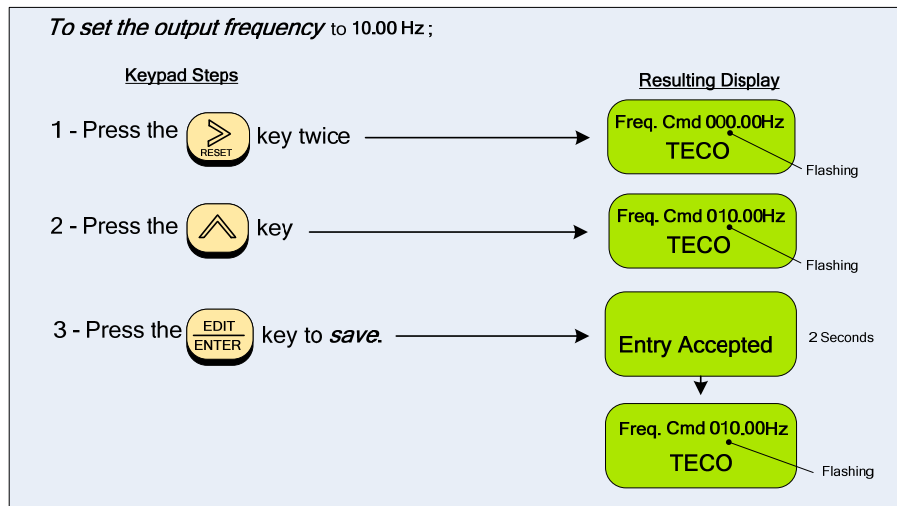 To set the output frequency to 10.00 Hz ;
Keypad Steps
Resulting Display
1 - Press the RESET key twice
Freq. Cmd 000.00Hz
TECO
Flashing
2 - Press the key
Freq. Cmd 010.00Hz
TECO
Flashing
3 - Press the EDIT
ENTER key to save.
Entry Accepted
2 Seconds
Freq. Cmd 010.00Hz
TECO
Flashing